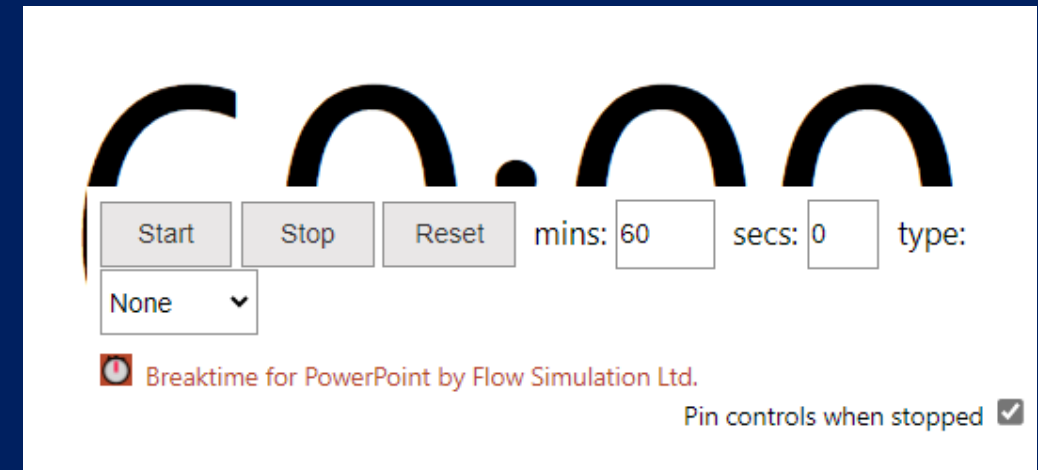 60:00
Start Stop Reset mins: 60 secs: 0 type:
None
Breaktime for PowerPoint by Flow Simulation Ltd.
Pin controls when stopped